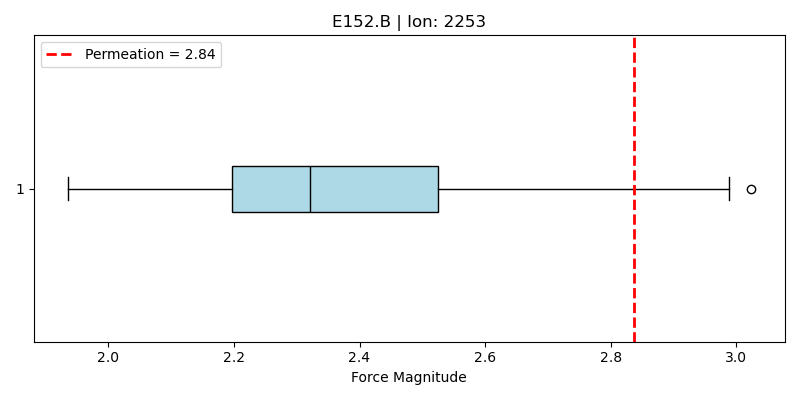 E152.B | Ion: 2253
Permeation = 2.84
1
2.0 2.2 2.4 2.6 2.8 3.0
Force Magnitude